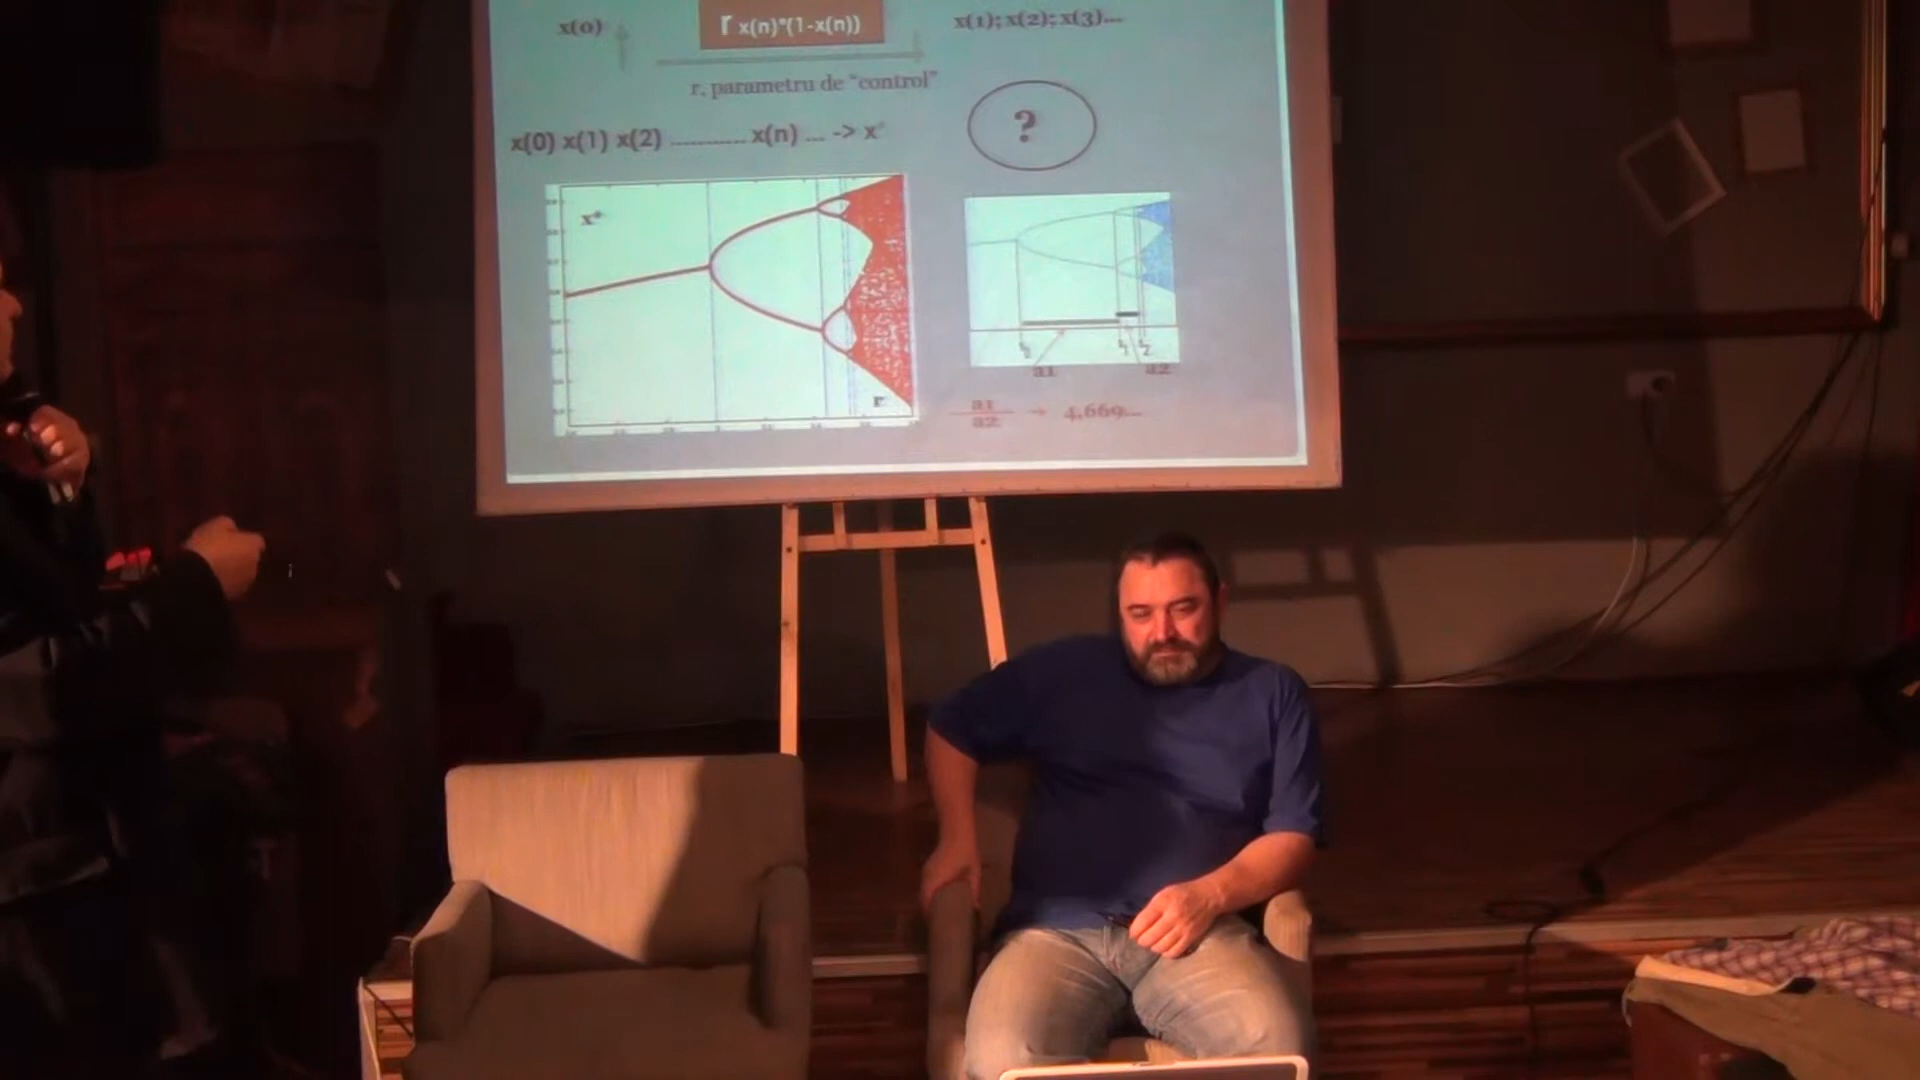 x(0)
r x(n)*(1-x(n))
x(1); x(2); x(3)...
r, parametru de "control"
x(0) x(1) x(2) ........... x(n) ... -> x*
?
x*
r
a1
a2
a1
a2
→ 4,669...